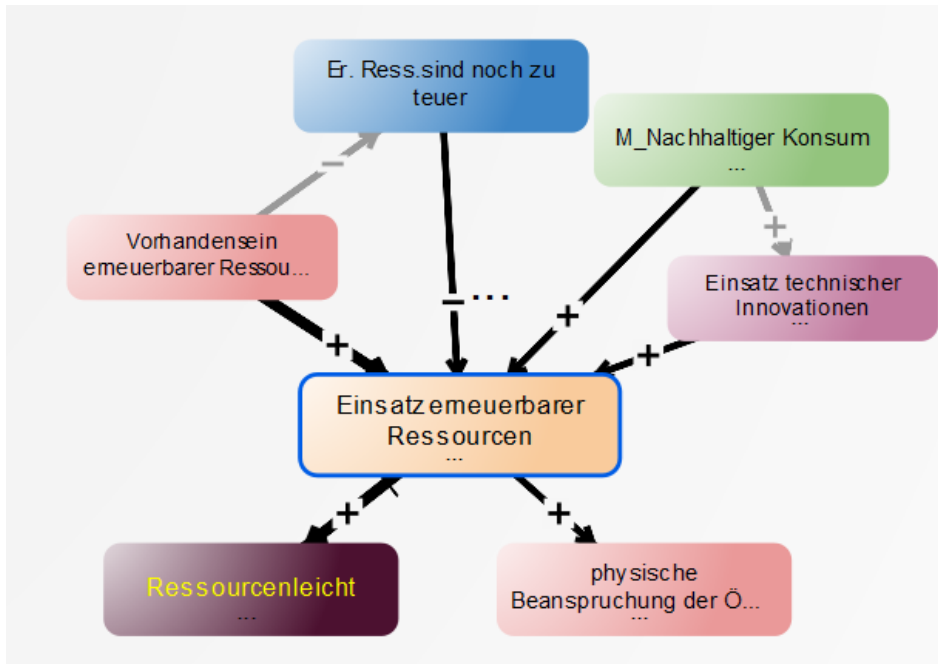 Er. Ress.sind noch zu
teuer
M_Nachhaltiger Konsum
...
–
Vorhandensein
erneuerbarer Ressou...
+
Einsatz technischer
Innovationen
...
– ...
+
+
+
Einsatz erneuerbarer
Ressourcen
...
+
+
Ressourcenleicht
...
physische
Beanspruchung der Ö...
...